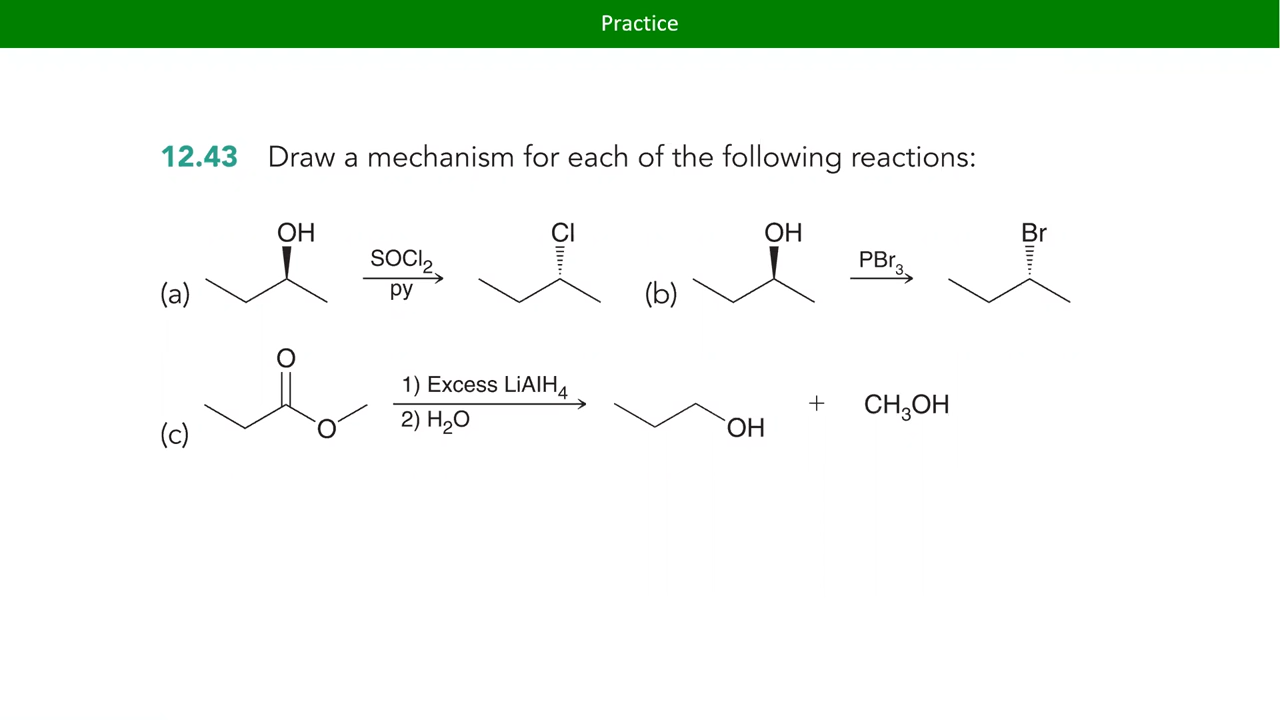 Practice
12.43 Draw a mechanism for each of the following reactions:
OH Cl OH Br
SOCl₂ PBr₃
(a) py (b)
O
1) Excess LiAlH₄
+ CH₃OH
2) H₂O
(c) O OH